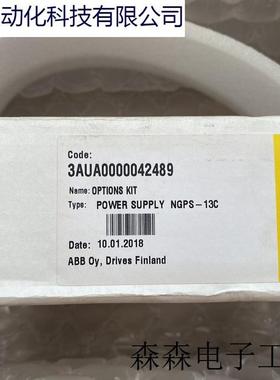 动化科技有限公司
Code:
3AUA0000042489
Name: OPTIONS KIT
Type: POWER SUPPLY NGPS-13C
Date: 10.01.2018
ABB Oy, Drives Finland
森森电子工